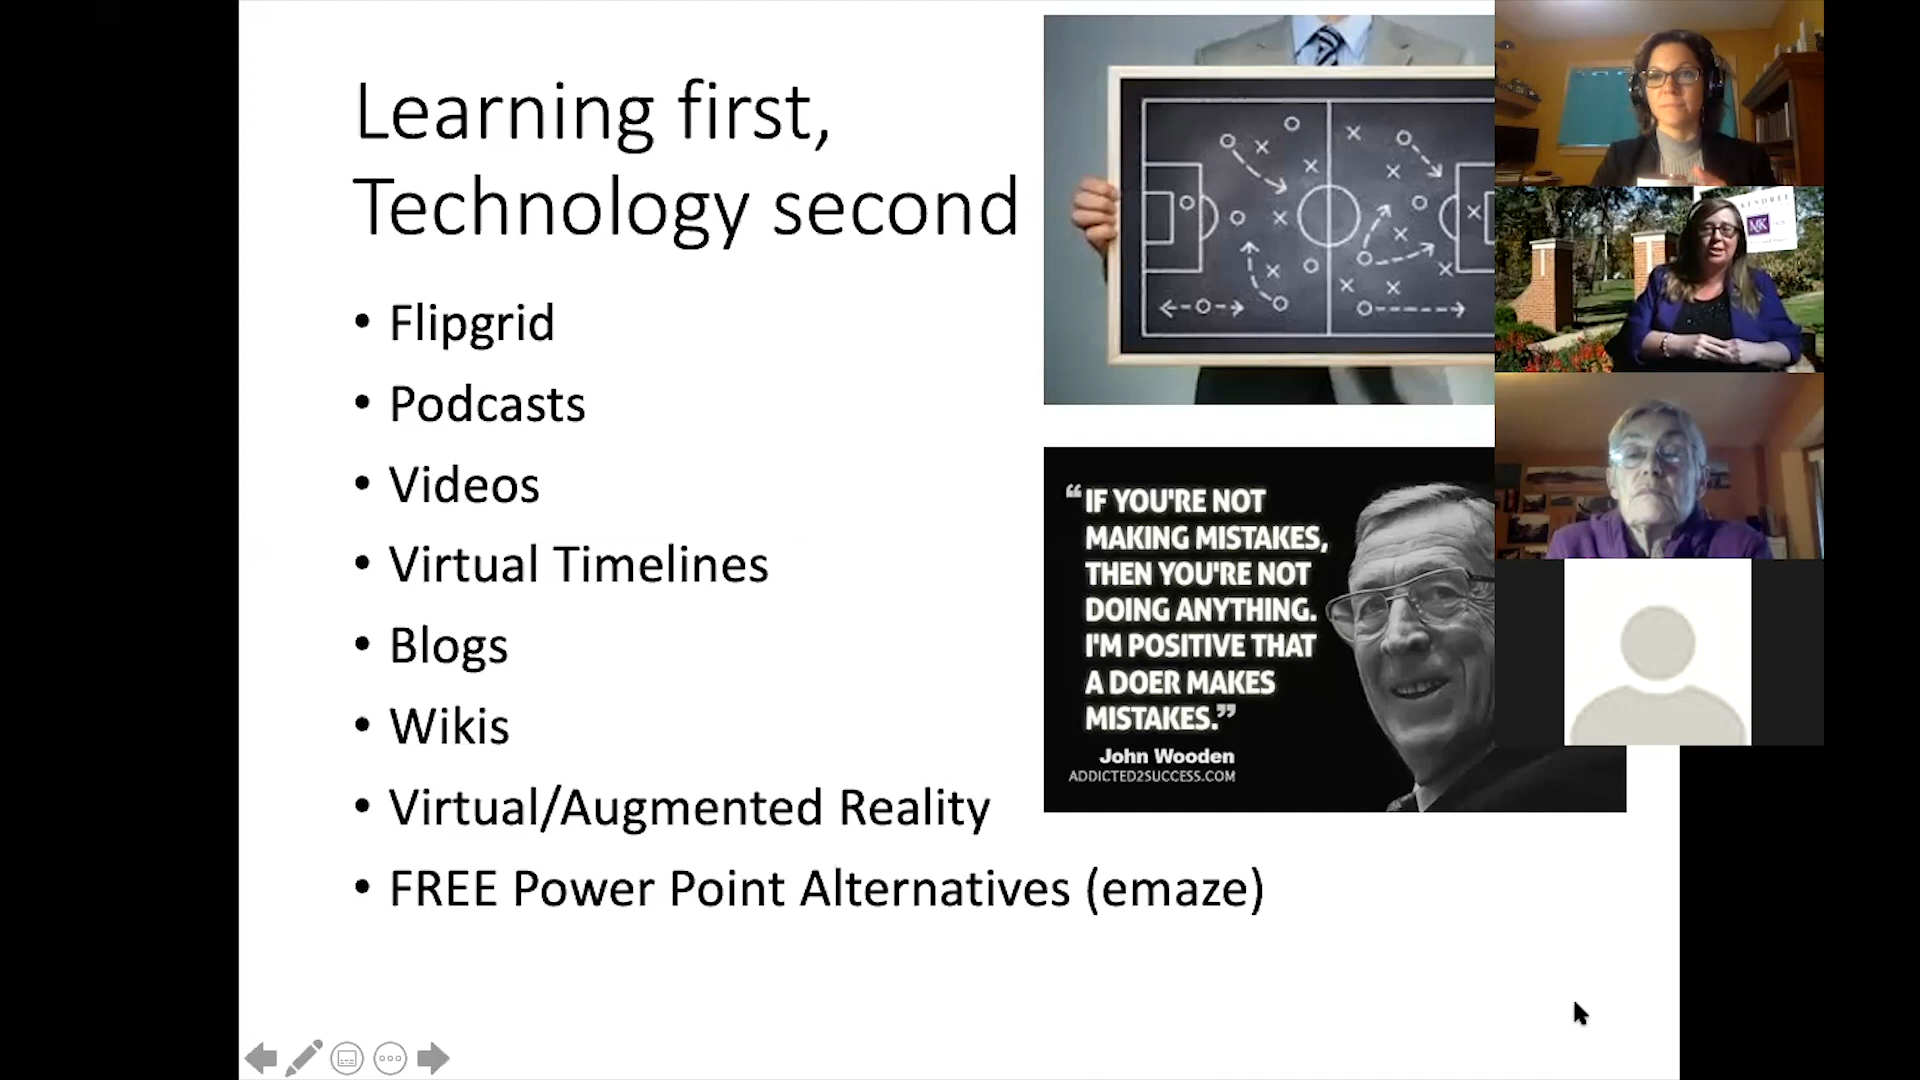 Learning first,
Technology second
• Flipgrid
• Podcasts
• Videos
• Virtual Timelines
• Blogs
• Wikis
• Virtual/Augmented Reality
• FREE Power Point Alternatives (emaze)
“IF YOU'RE NOT
MAKING MISTAKES,
THEN YOU'RE NOT
DOING ANYTHING.
I'M POSITIVE THAT
A DOER MAKES
MISTAKES.”
John Wooden
ADDICTED2SUCCESS.COM